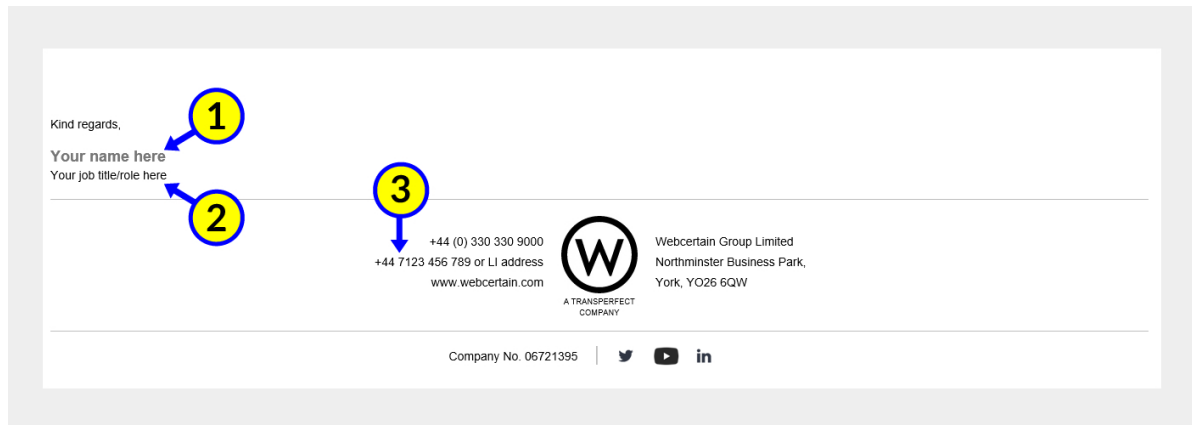 1
Kind regards,
Your name here
Your job title/role here
2
3
+44 (0) 330 330 9000
+44 7123 456 789 or LI address
www.webcertain.com
W
A TRANSPERFECT
COMPANY
Webcertain Group Limited
Northminster Business Park,
York, YO26 6QW
Company No. 06721395
in